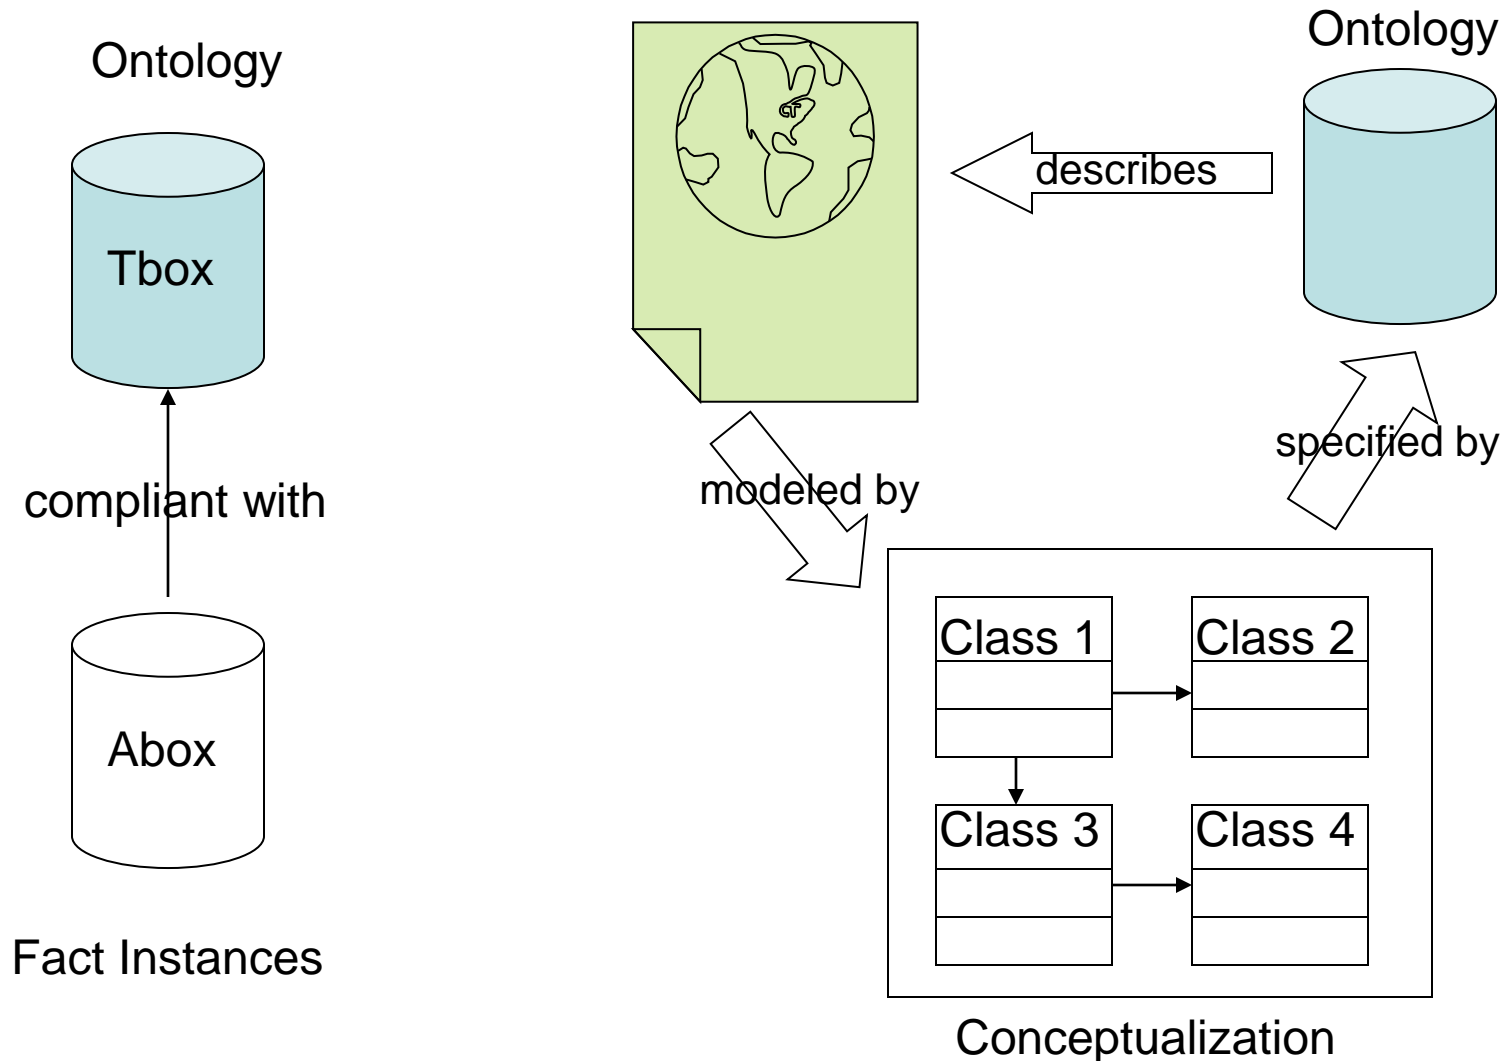 Ontology
Tbox
compliant with
Abox
Fact Instances
Ontology
describes
specified by
modeled by
Class 1
Class 2
Class 3
Class 4
Conceptualization